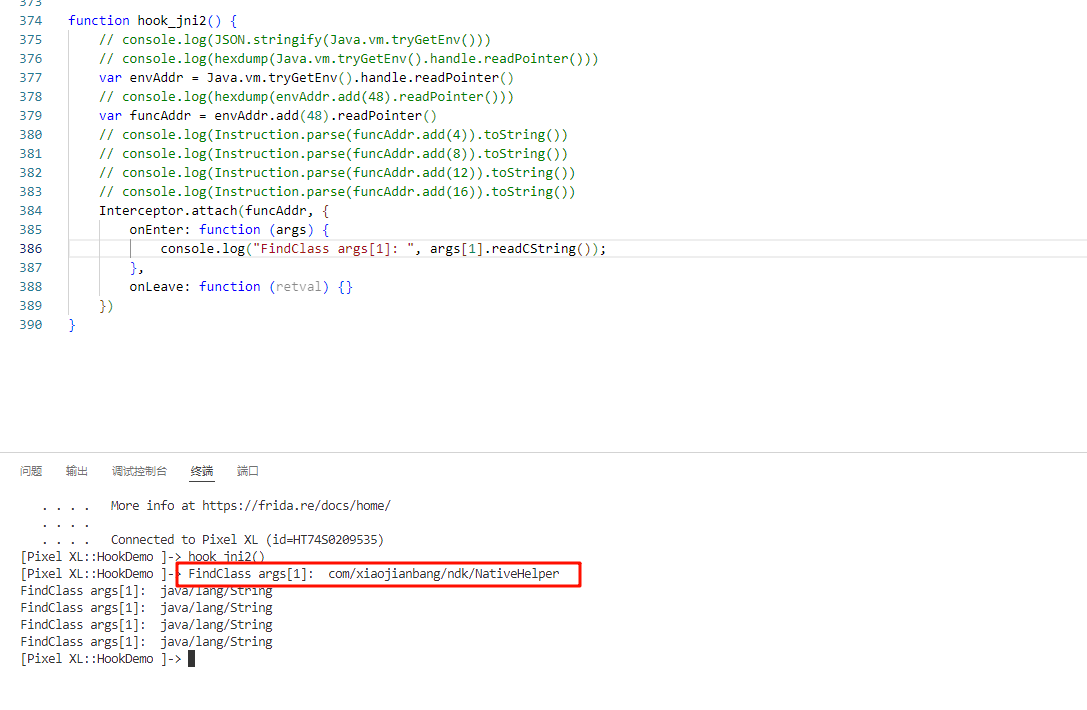 373
374 function hook_jni2() {
375 // console.log(JSON.stringify(Java.vm.tryGetEnv()))
376 // console.log(hexdump(Java.vm.tryGetEnv().handle.readPointer()))
377 var envAddr = Java.vm.tryGetEnv().handle.readPointer()
378 // console.log(hexdump(envAddr.add(48).readPointer()))
379 var funcAddr = envAddr.add(48).readPointer()
380 // console.log(Instruction.parse(funcAddr.add(4)).toString())
381 // console.log(Instruction.parse(funcAddr.add(8)).toString())
382 // console.log(Instruction.parse(funcAddr.add(12)).toString())
383 // console.log(Instruction.parse(funcAddr.add(16)).toString())
384 Interceptor.attach(funcAddr, {
385 onEnter: function (args) {
386 console.log("FindClass args[1]: ", args[1].readCString());
387 },
388 onLeave: function (retval) {}
389 })
390 }
问题 输出 调试控制台 终端 端口
. . . . More info at https://frida.re/docs/home/
. . . .
. . . . Connected to Pixel XL (id=HT74S0209535)
[Pixel XL::HookDemo ]-> hook_jni2()
[Pixel XL::HookDemo ]-> FindClass args[1]: com/xiaojianbang/ndk/NativeHelper
FindClass args[1]: java/lang/String
FindClass args[1]: java/lang/String
FindClass args[1]: java/lang/String
FindClass args[1]: java/lang/String
[Pixel XL::HookDemo ]->